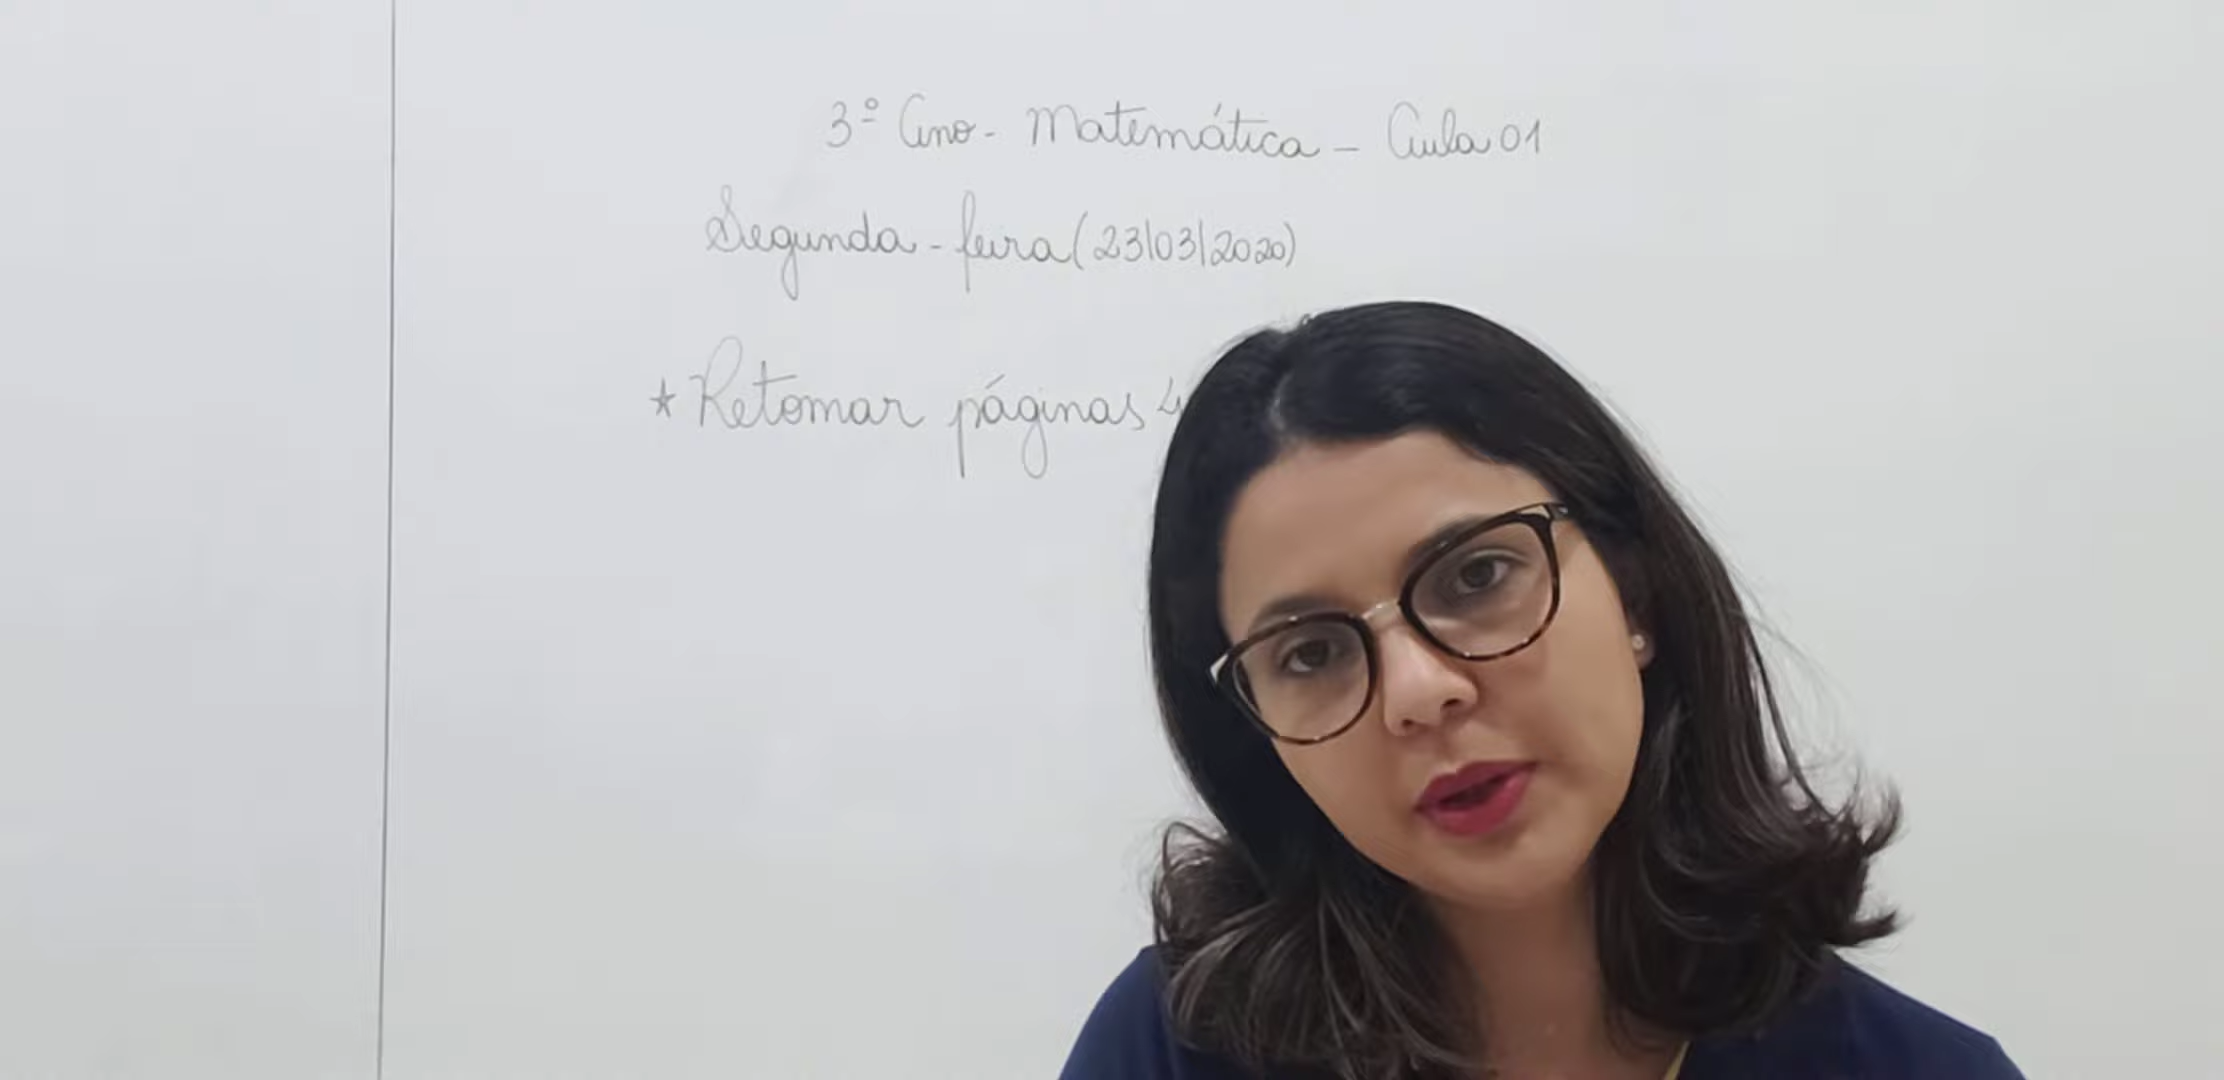 3º Ano - Matemática - Aula 01
Segunda-feira (23/03/2020)
* Retomar páginas